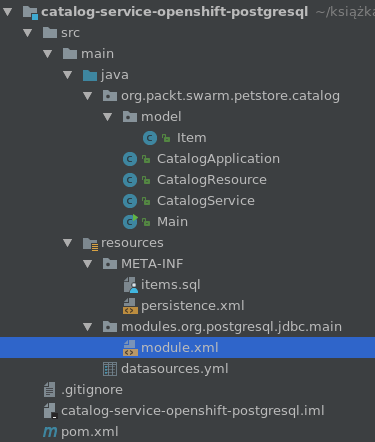 catalog-service-openshift-postgresql ~/książka
src
main
java
org.packt.swarm.petstore.catalog
model
Item
CatalogApplication
CatalogResource
CatalogService
Main
resources
META-INF
items.sql
persistence.xml
modules.org.postgresql.jdbc.main
module.xml
datasources.yml
.gitignore
catalog-service-openshift-postgresql.iml
pom.xml